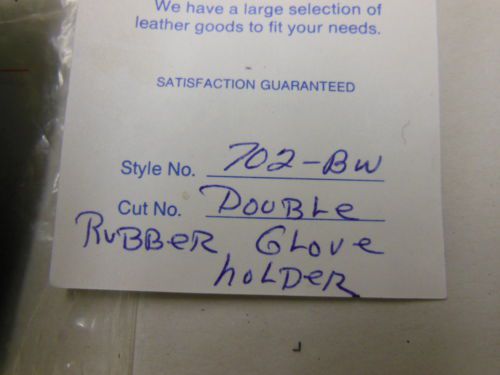 We have a large selection of
leather goods to fit your needs.
SATISFACTION GUARANTEED
Style No. 702-BW
Cut No. DOUBLe
RuBBeR GLove
hoLDeR